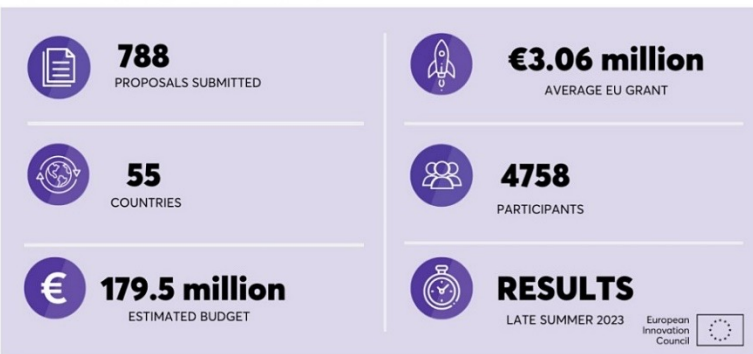 788
PROPOSALS SUBMITTED
€3.06 million
AVERAGE EU GRANT
55
COUNTRIES
4758
PARTICIPANTS
€ 179.5 million
ESTIMATED BUDGET
RESULTS
LATE SUMMER 2023
European
Innovation
Council